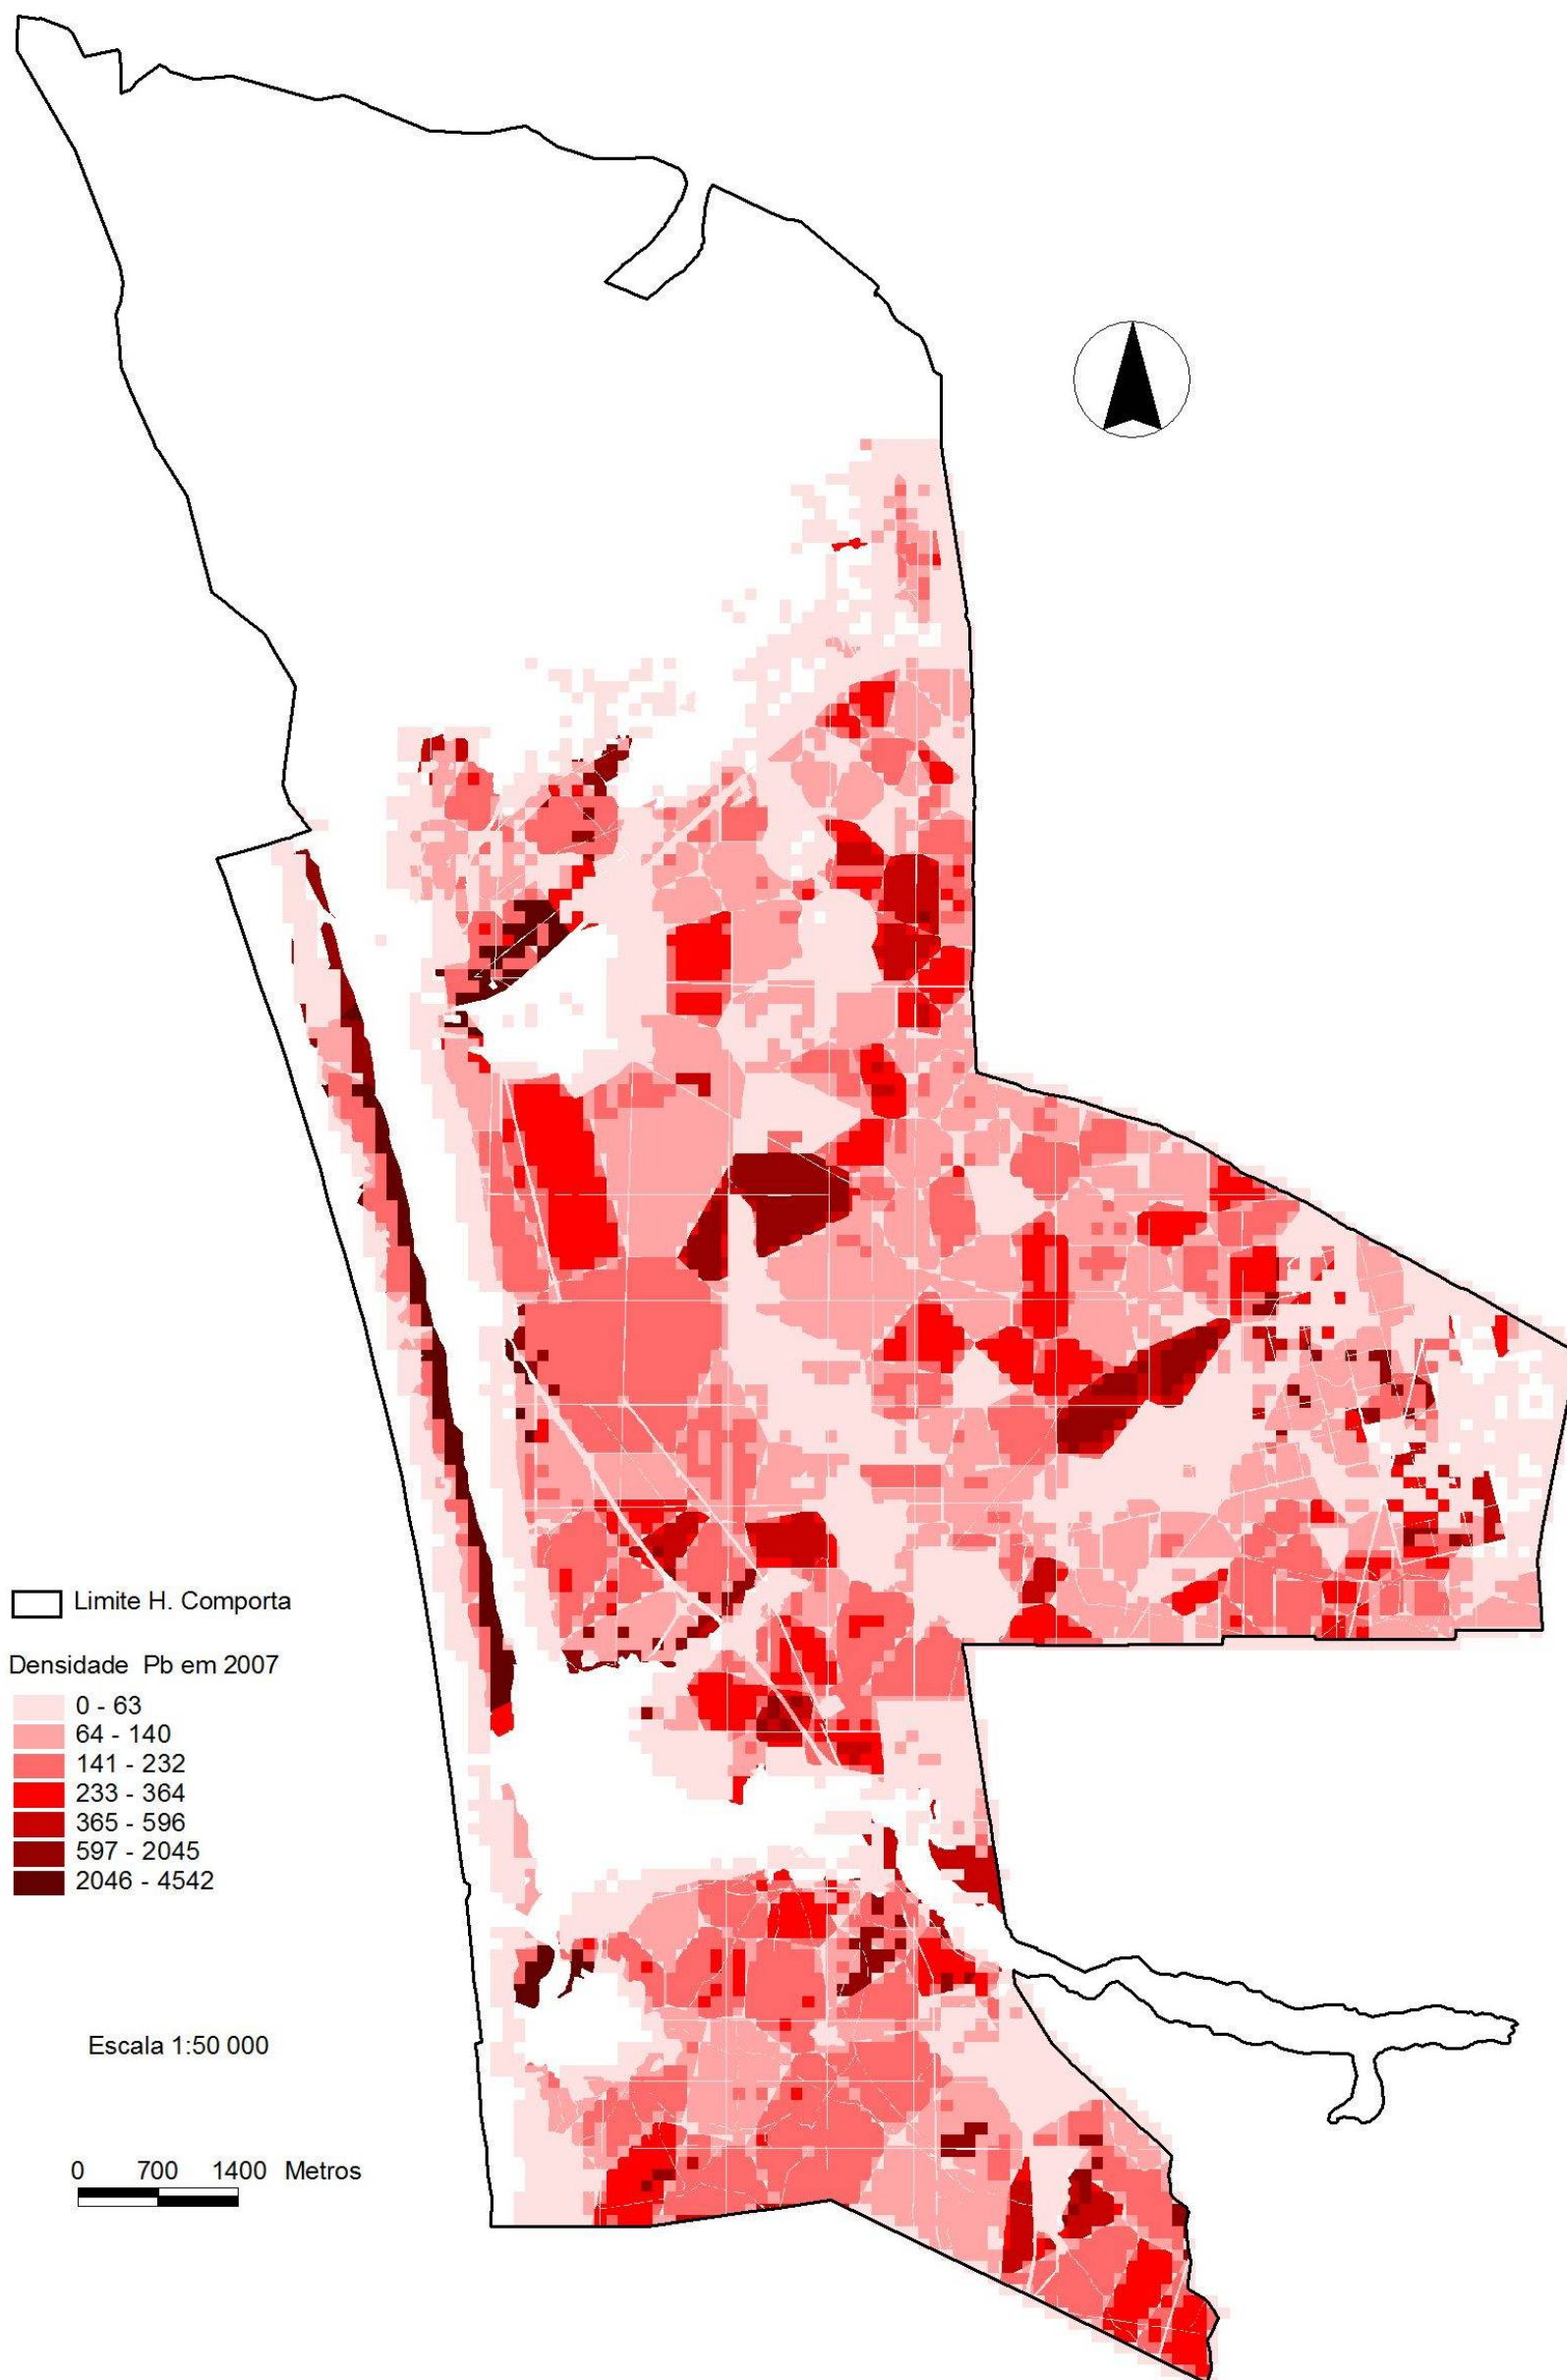 Limite H. Comporta
Densidade Pb em 2007
0 - 63
64 - 140
141 - 232
233 - 364
365 - 596
597 - 2045
2046 - 4542
Escala 1:50 000
0 700 1400 Metros